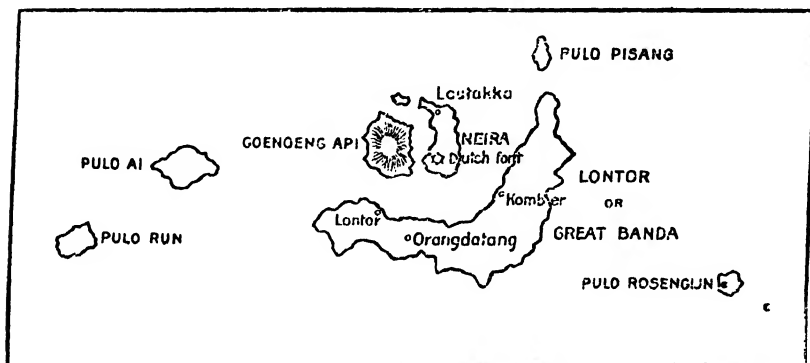 PULO PISANG
Lautakka
GOENOENG API
NEIRA
Dutch fort
PULO AI
LONTOR
OR
GREAT BANDA
Kombier
Lontor
Orangdatang
PULO RUN
PULO ROSENGIJN